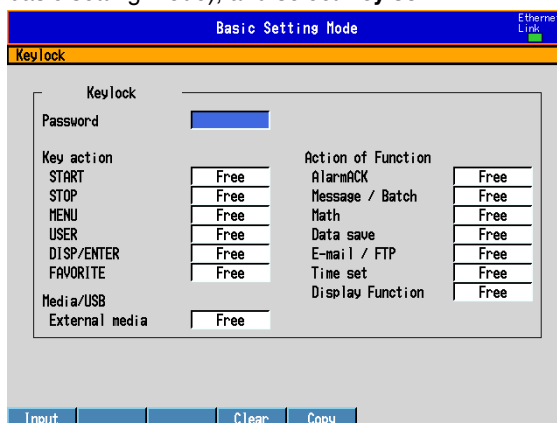 Basic Setting Mode
Etherne
Link
Keylock
Keylock
Password
Key action
START Free
STOP Free
MENU Free
USER Free
DISP/ENTER Free
FAVORITE Free
Media/USB
External media Free
Action of Function
AlarmACK Free
Message / Batch Free
Math Free
Data save Free
E-mail / FTP Free
Time set Free
Display Function Free
Input Clear Copy